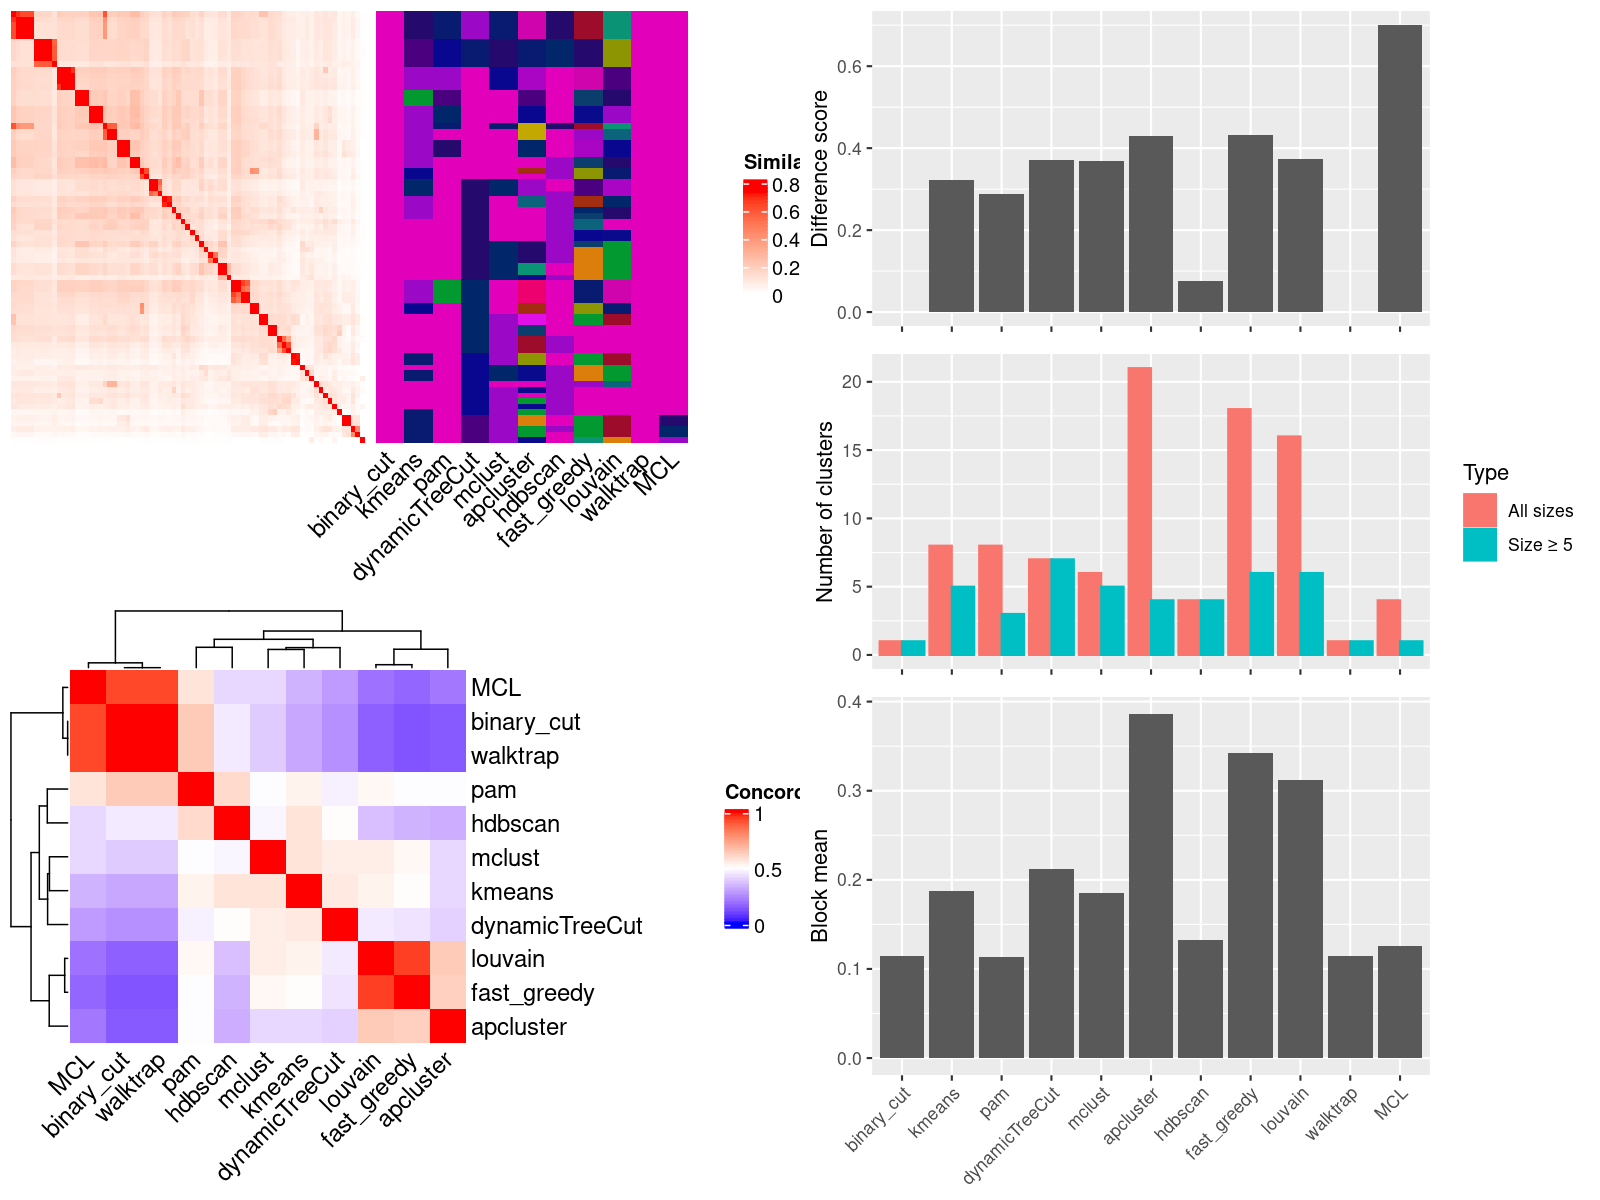 Simila
0.8
0.6
0.4
0.2
0
binary_cut
kmeans
pam
dynamicTreeCut
mclust
apcluster
hdbscan
fast_greedy
louvain
walktrap
MCL
MCL
binary_cut
walktrap
pam
hdbscan
mclust
kmeans
dynamicTreeCut
louvain
fast_greedy
apcluster
Concord
1
0.5
0
MCL
binary_cut
walktrap
pam
hdbscan
mclust
kmeans
dynamicTreeCut
louvain
fast_greedy
apcluster
Difference score
0.6
0.4
0.2
0.0
Number of clusters
20
15
10
5
0
Type
All sizes
Size ≥ 5
Block mean
0.4
0.3
0.2
0.1
0.0
binary_cut
kmeans
pam
dynamicTreeCut
mclust
apcluster
hdbscan
fast_greedy
louvain
walktrap
MCL